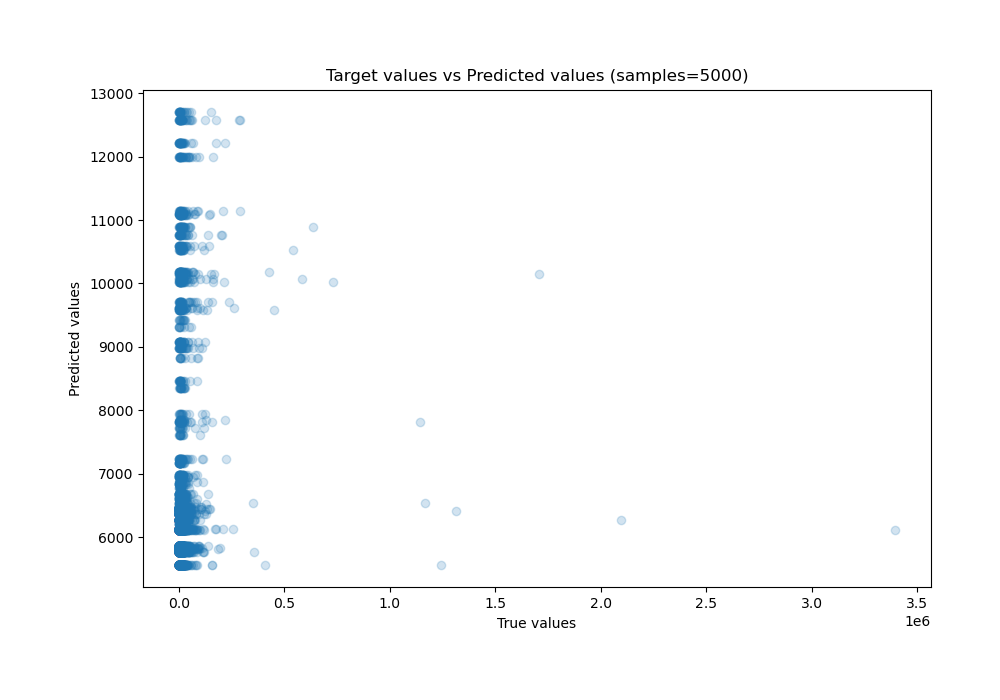 Target values vs Predicted values (samples=5000)
13000
12000
11000
10000
9000
8000
7000
6000
Predicted values
0.0 0.5 1.0 1.5 2.0 2.5 3.0 3.5
1e6
True values